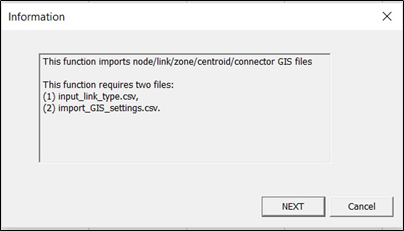 Information
This function imports node/link/zone/centroid/connector GIS files
This function requires two files:
(1) input_link_type.csv,
(2) import_GIS_settings.csv.
NEXT Cancel